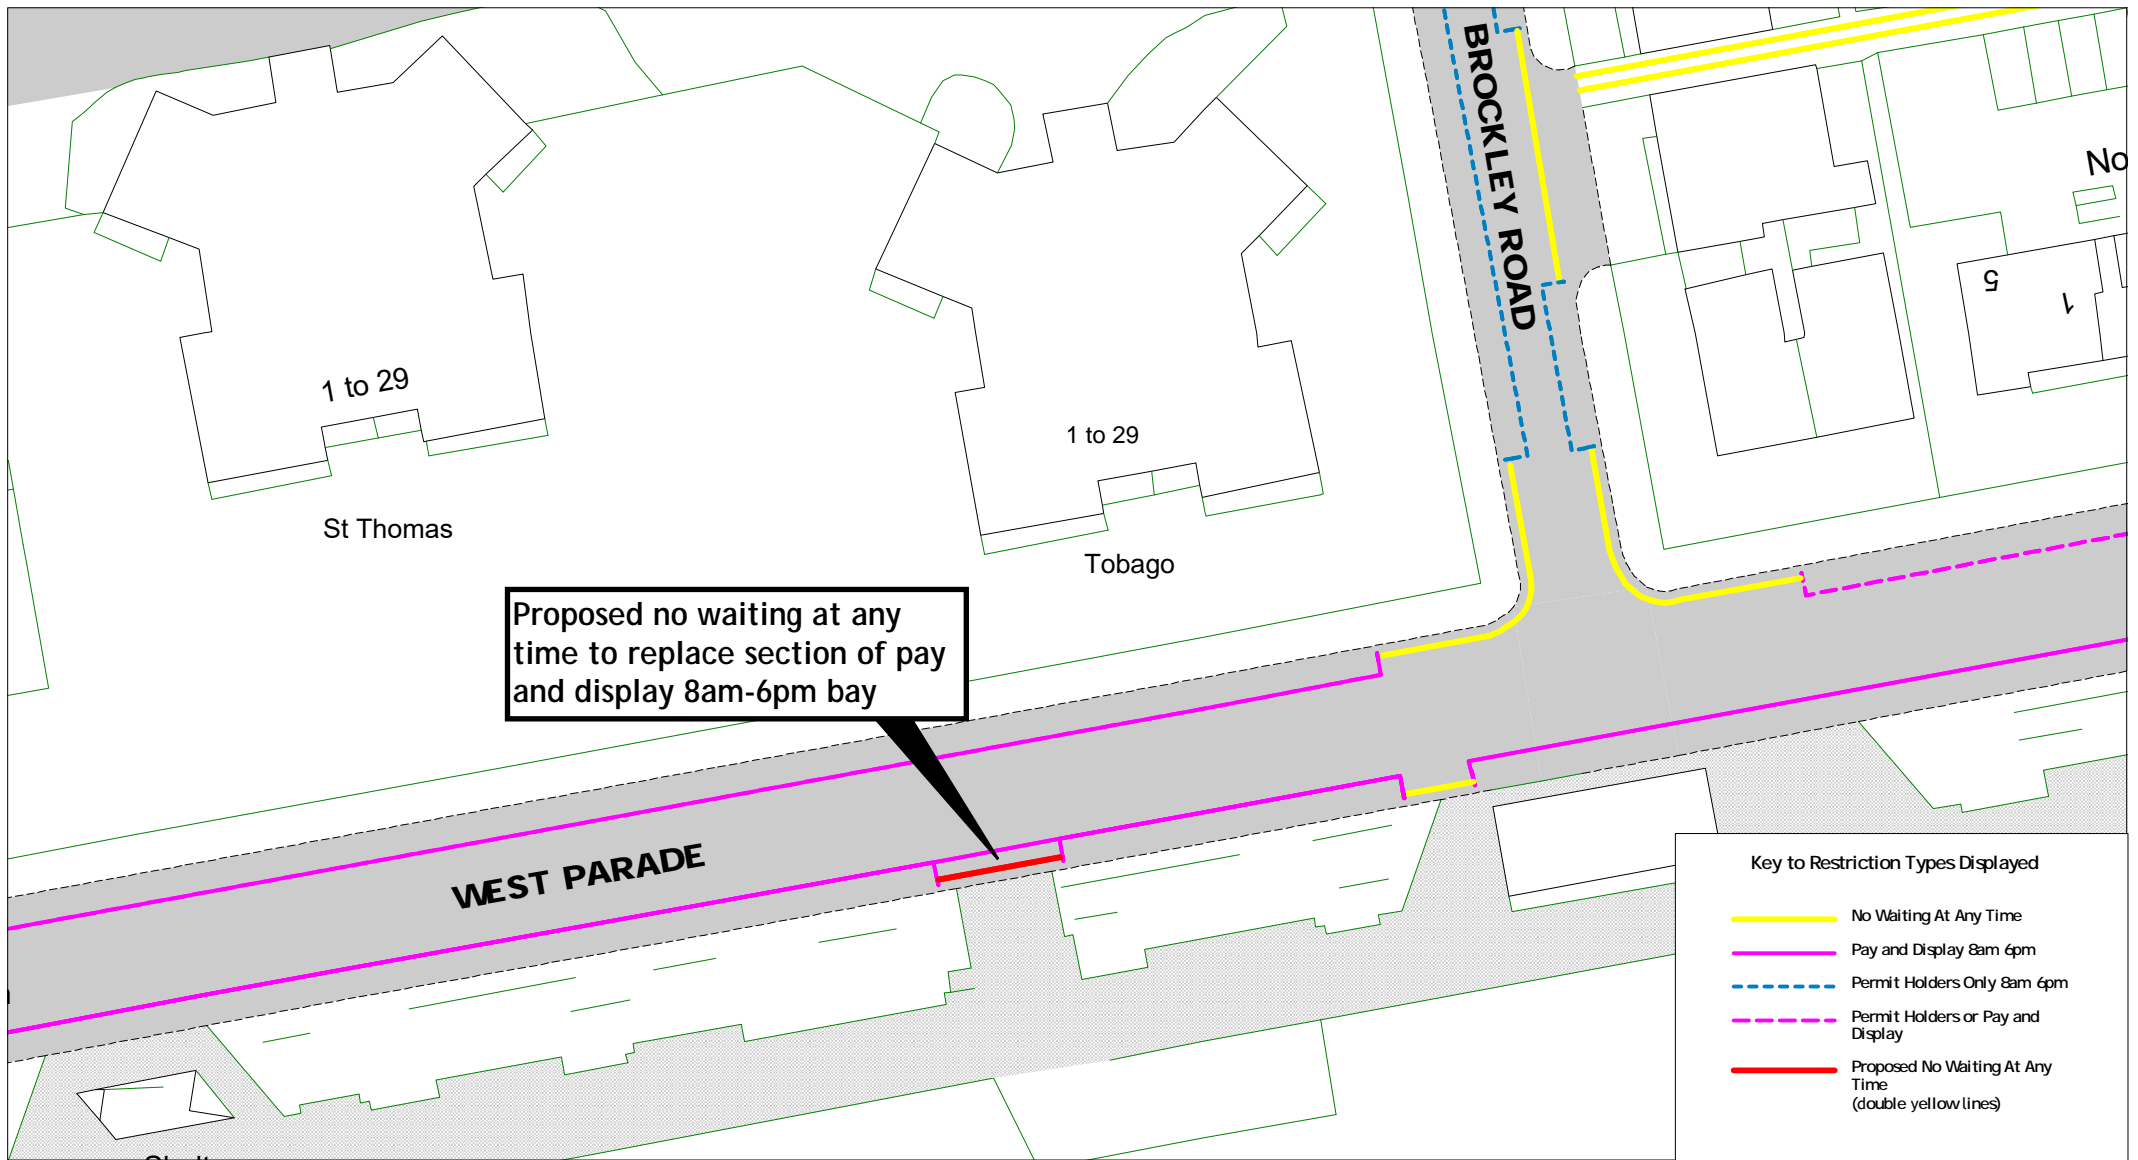 BROCKLEY ROAD
No
5
1
1 to 29
1 to 29
St Thomas
Tobago
Proposed no waiting at any
time to replace section of pay
and display 8am-6pm bay
WEST PARADE
Key to Restriction Types Displayed
No Waiting At Any Time
Pay and Display 8am 6pm
Permit Holders Only 8am 6pm
Permit Holders or Pay and
Display
Proposed No Waiting At Any
Time
(double yellow lines)